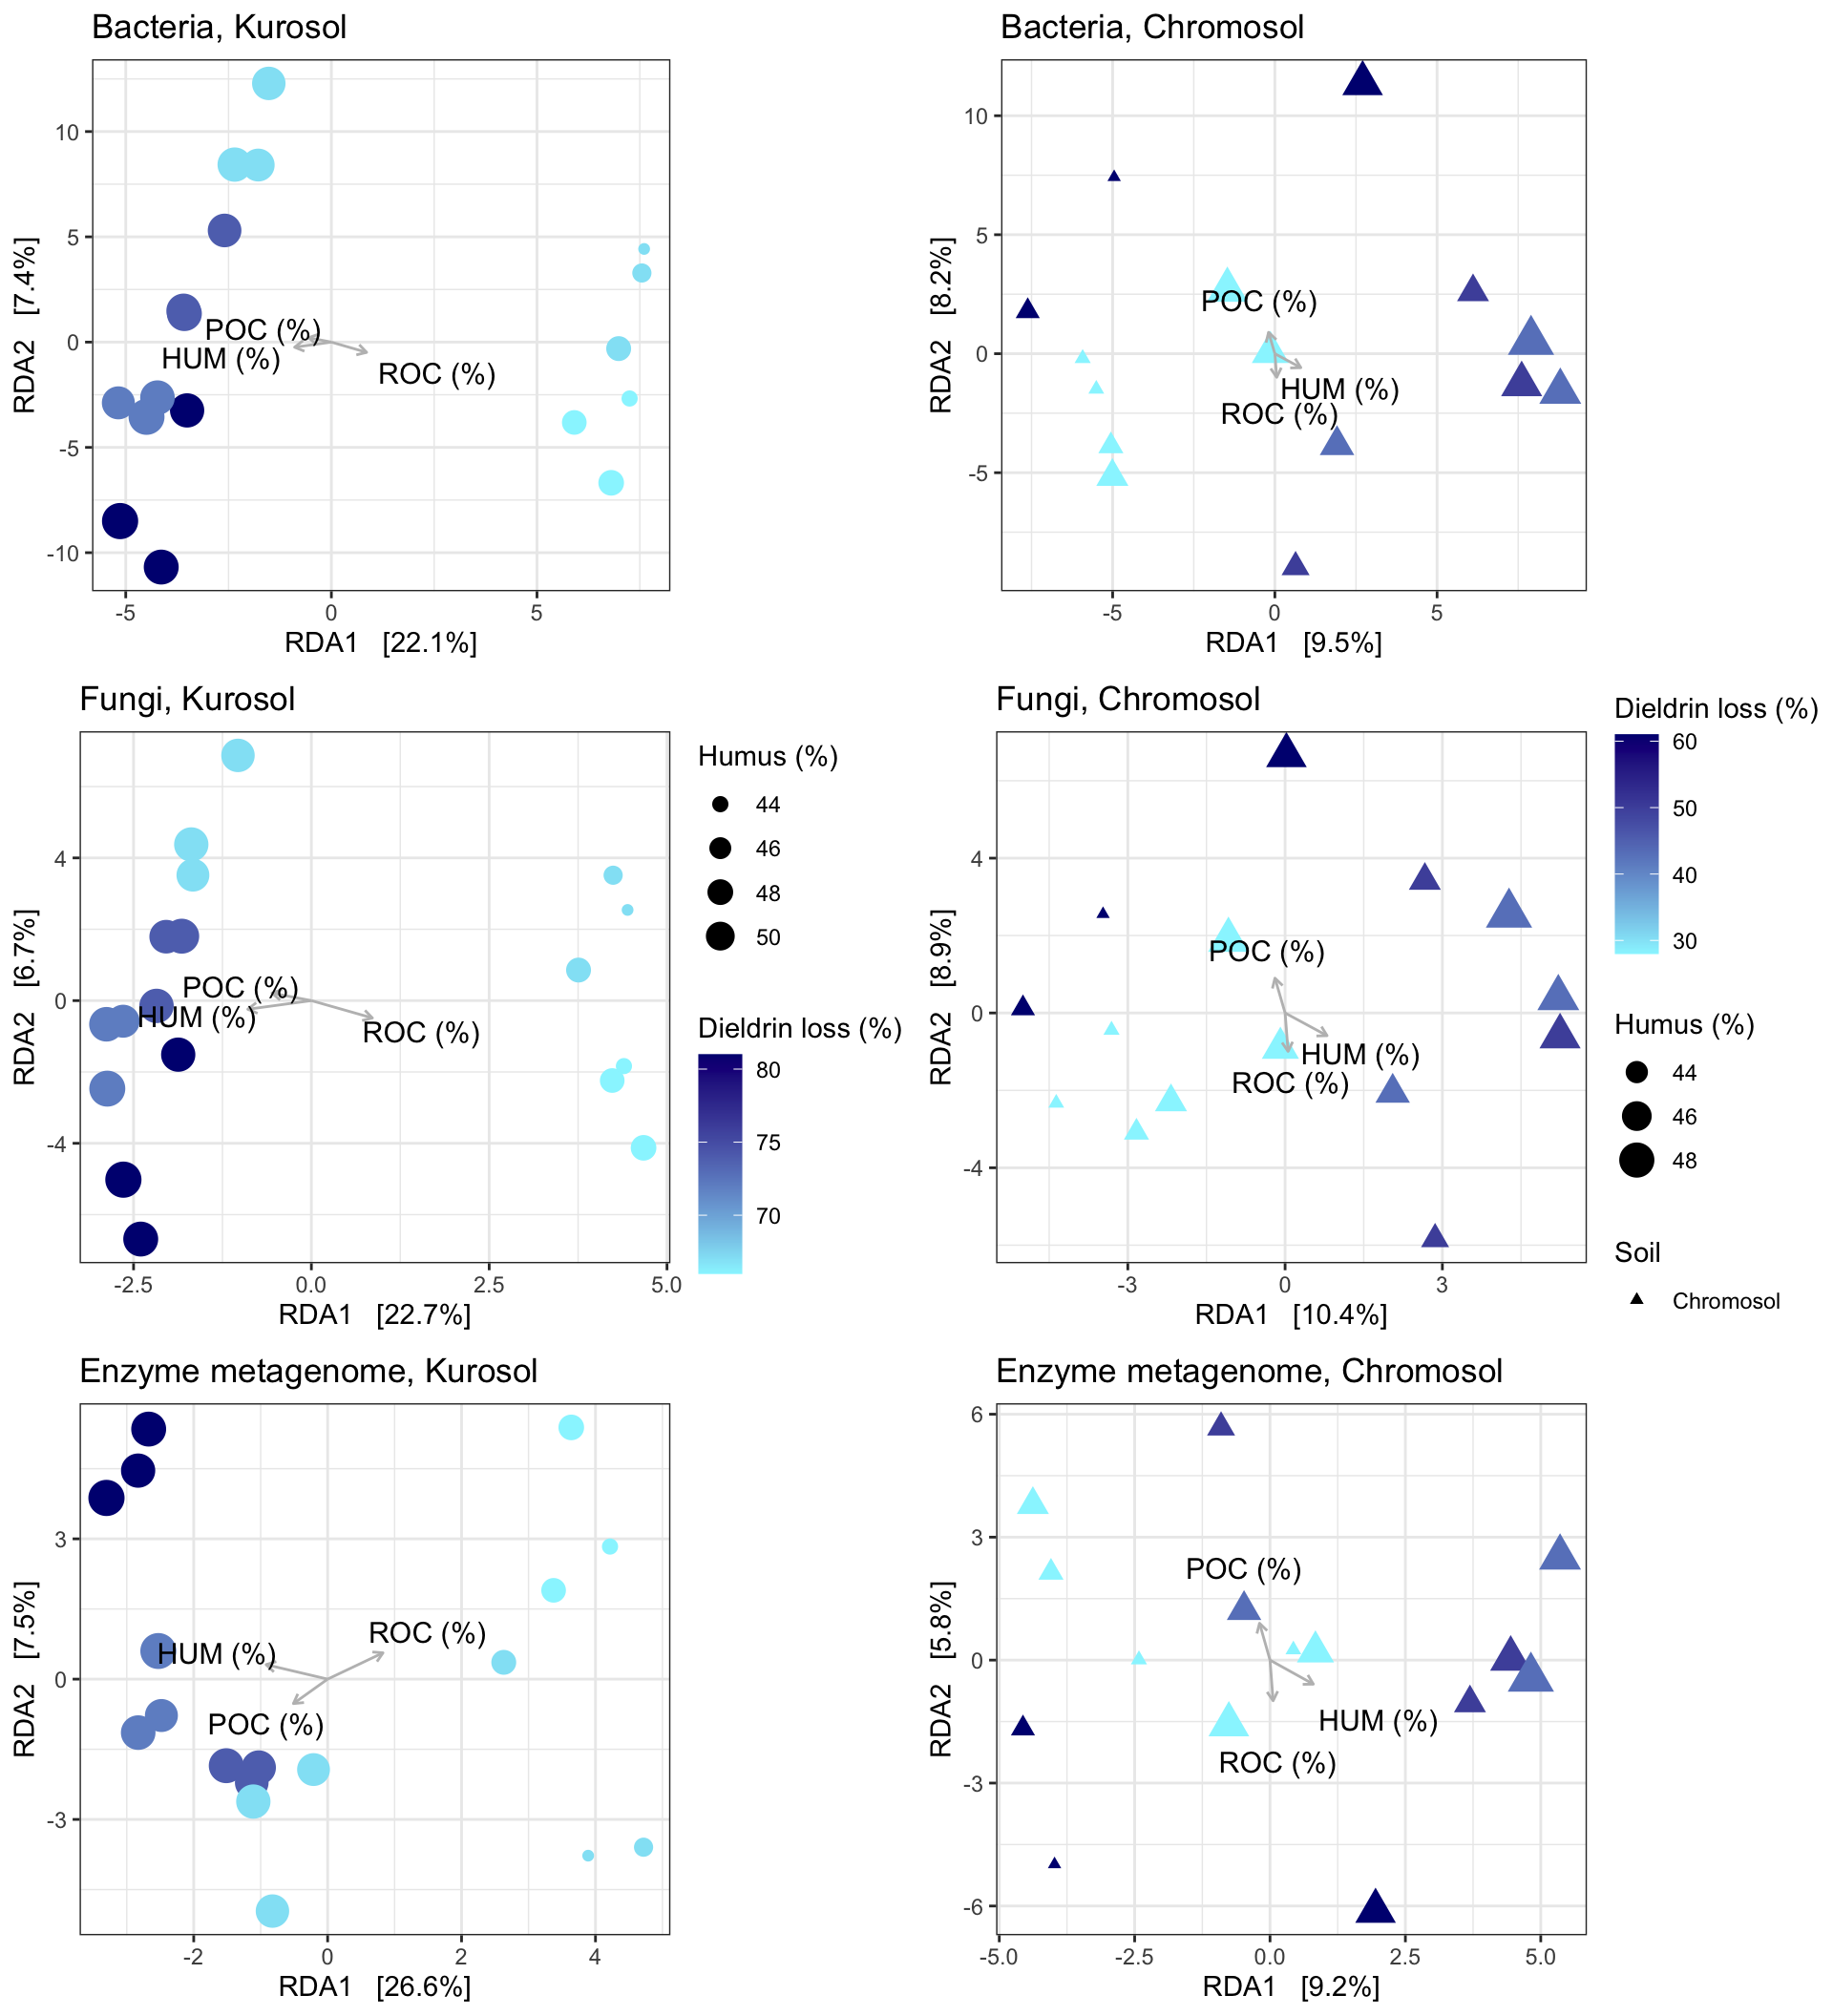 Bacteria, Kurosol
10
5
0
-5
-10
RDA2 [7.4%]
POC (%)
HUM (%)
ROC (%)
-5 0 5
RDA1 [22.1%]
Bacteria, Chromosol
10
5
0
-5
RDA2 [8.2%]
POC (%)
HUM (%)
ROC (%)
-5 0 5
RDA1 [9.5%]
Fungi, Kurosol
4
0
-4
RDA2 [6.7%]
POC (%)
HUM (%)
ROC (%)
-2.5 0.0 2.5 5.0
RDA1 [22.7%]
Humus (%)
44
46
48
50
Dieldrin loss (%)
80
75
70
Fungi, Chromosol
4
0
-4
RDA2 [8.9%]
POC (%)
HUM (%)
ROC (%)
-3 0 3
RDA1 [10.4%]
Dieldrin loss (%)
60
50
40
30
Humus (%)
44
46
48
Soil
Chromosol
Enzyme metagenome, Kurosol
3
0
-3
RDA2 [7.5%]
ROC (%)
HUM (%)
POC (%)
-2 0 2 4
RDA1 [26.6%]
Enzyme metagenome, Chromosol
6
3
0
-3
-6
RDA2 [5.8%]
POC (%)
HUM (%)
ROC (%)
-5.0 -2.5 0.0 2.5 5.0
RDA1 [9.2%]